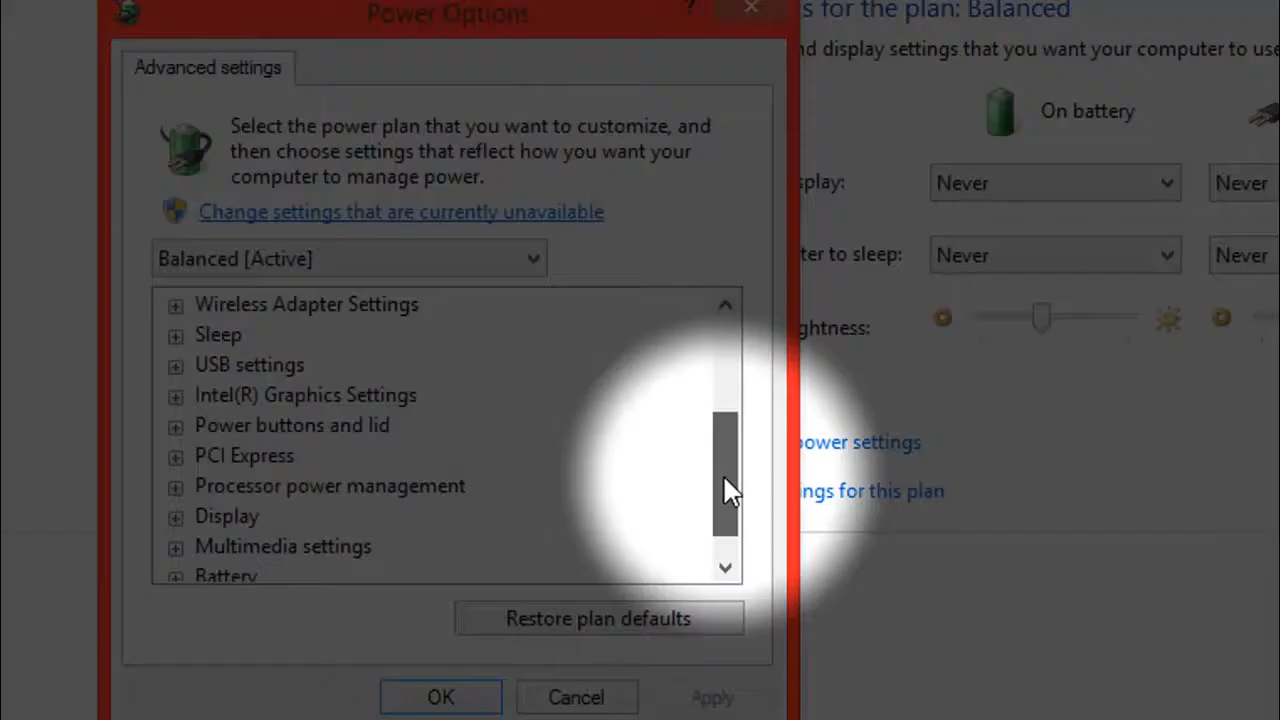 Power Options
?
s for the plan: Balanced
Advanced settings
nd display settings that you want your computer to use
Select the power plan that you want to customize, and
then choose settings that reflect how you want your
computer to manage power.
On battery
Change settings that are currently unavailable
splay:
Never
Never
Balanced [Active]
ter to sleep:
Never
Never
Wireless Adapter Settings
Sleep
ghtness:
USB settings
Intel(R) Graphics Settings
Power buttons and lid
power settings
PCI Express
Processor power management
ings for this plan
Display
Multimedia settings
Battery
Restore plan defaults
OK
Cancel
Apply